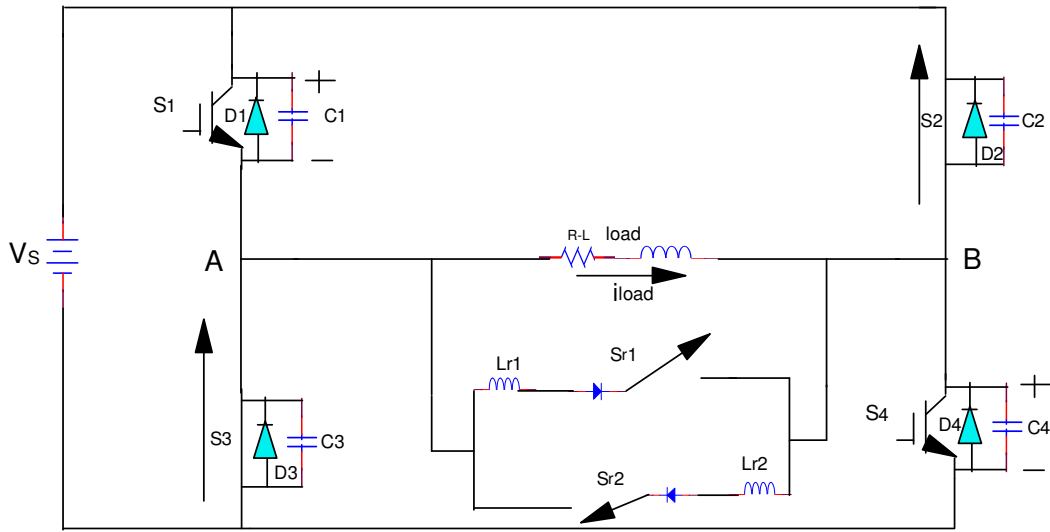 S1
D1
C1
+
−
S2
D2
C2
VS
A
R-L load
iload
B
Lr1
Sr1
S3
D3
C3
Sr2
Lr2
S4
D4
C4
+
−